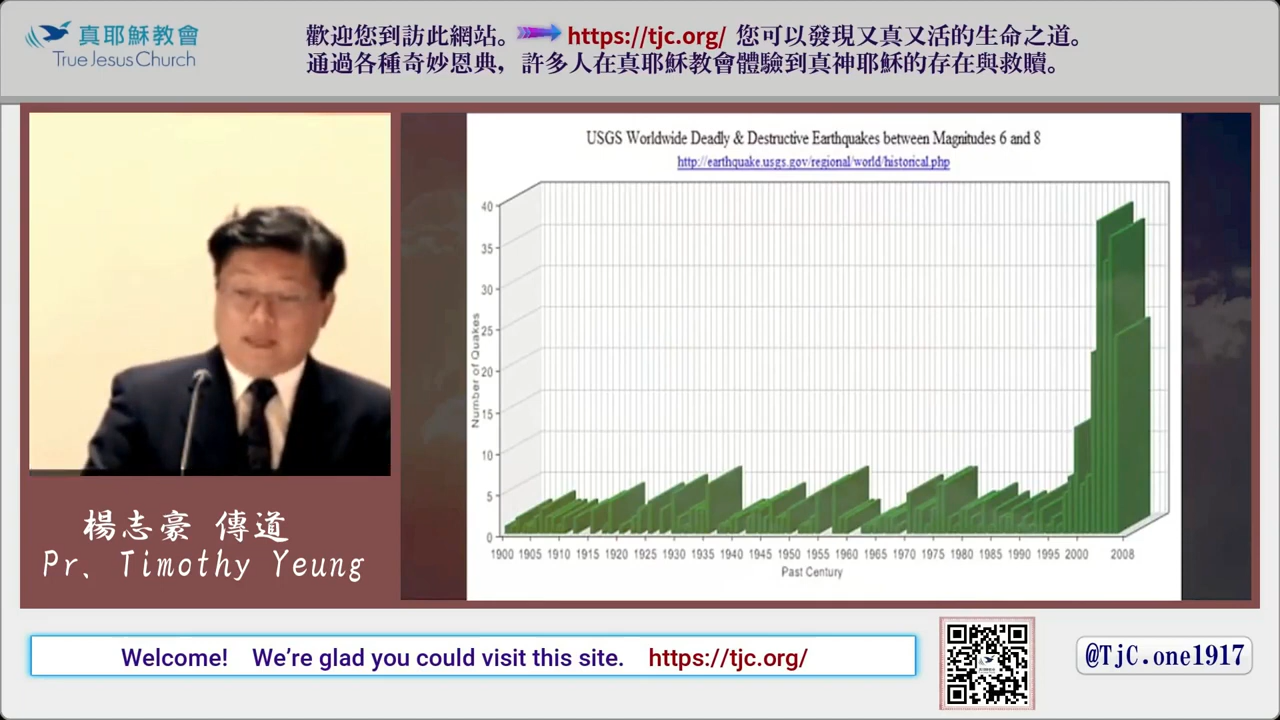 真耶穌教會
True Jesus Church
歡迎您到訪此網站。 https://tjc.org/ 您可以發現又真又活的生命之道。
通過各種奇妙恩典，許多人在真耶穌教會體驗到真神耶穌的存在與救贖。
USGS Worldwide Deadly & Destructive Earthquakes between Magnitudes 6 and 8
http://earthquake.usgs.gov/regional/world/historical.php
40
35
30
25
20
15
10
5
0
Number of Quakes
1900 1905 1910 1915 1920 1925 1930 1935 1940 1945 1950 1955 1960 1965 1970 1975 1980 1985 1990 1995 2000 2008
Past Century
楊志豪 傳道
Pr. Timothy Yeung
Welcome! We’re glad you could visit this site. https://tjc.org/
@TjC.one1917